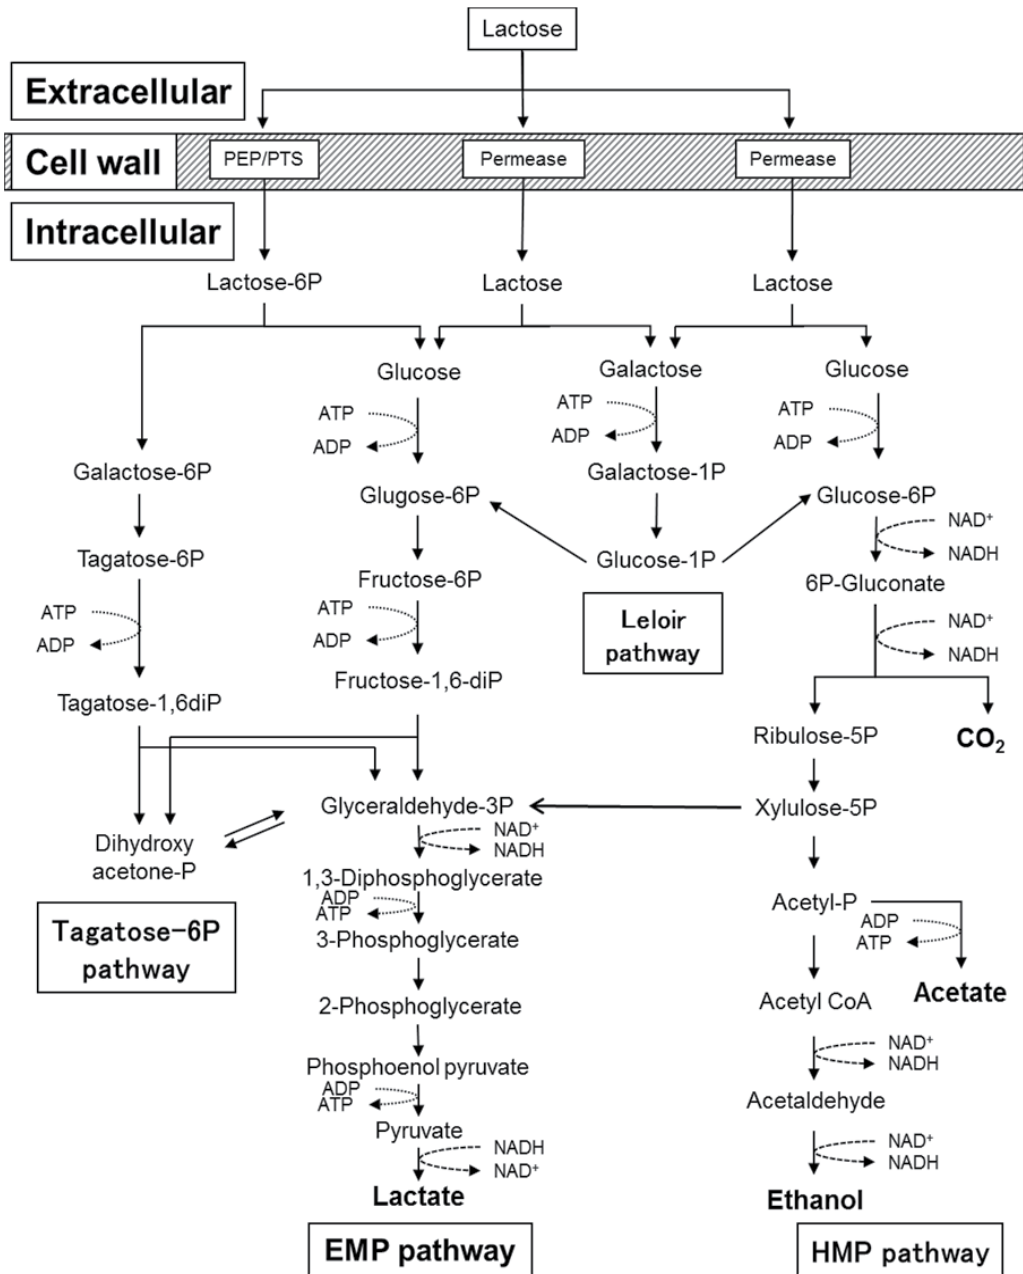 Lactose
Extracellular
Cell wall
PEP/PTS
Permease
Permease
Intracellular
Lactose-6P
Lactose
Lactose
Glucose
Galactose
Glucose
ATP
ADP
ATP
ADP
ATP
ADP
Galactose-6P
Glugose-6P
Galactose-1P
Glucose-6P
NAD+
NADH
Tagatose-6P
Fructose-6P
Glucose-1P
6P-Gluconate
ATP
ADP
ATP
ADP
Leloir
pathway
NAD+
NADH
Tagatose-1,6diP
Fructose-1,6-diP
Ribulose-5P
CO2
Glyceraldehyde-3P
Xylulose-5P
NAD+
NADH
Dihydroxy
acetone-P
1,3-Diphosphoglycerate
ADP
ATP
Acetyl-P
ADP
ATP
Tagatose-6P
pathway
3-Phosphoglycerate
Acetate
2-Phosphoglycerate
Acetyl CoA
NAD+
NADH
Phosphoenol pyruvate
ADP
ATP
Acetaldehyde
Pyruvate
NADH
NAD+
NAD+
NADH
Lactate
Ethanol
EMP pathway
HMP pathway